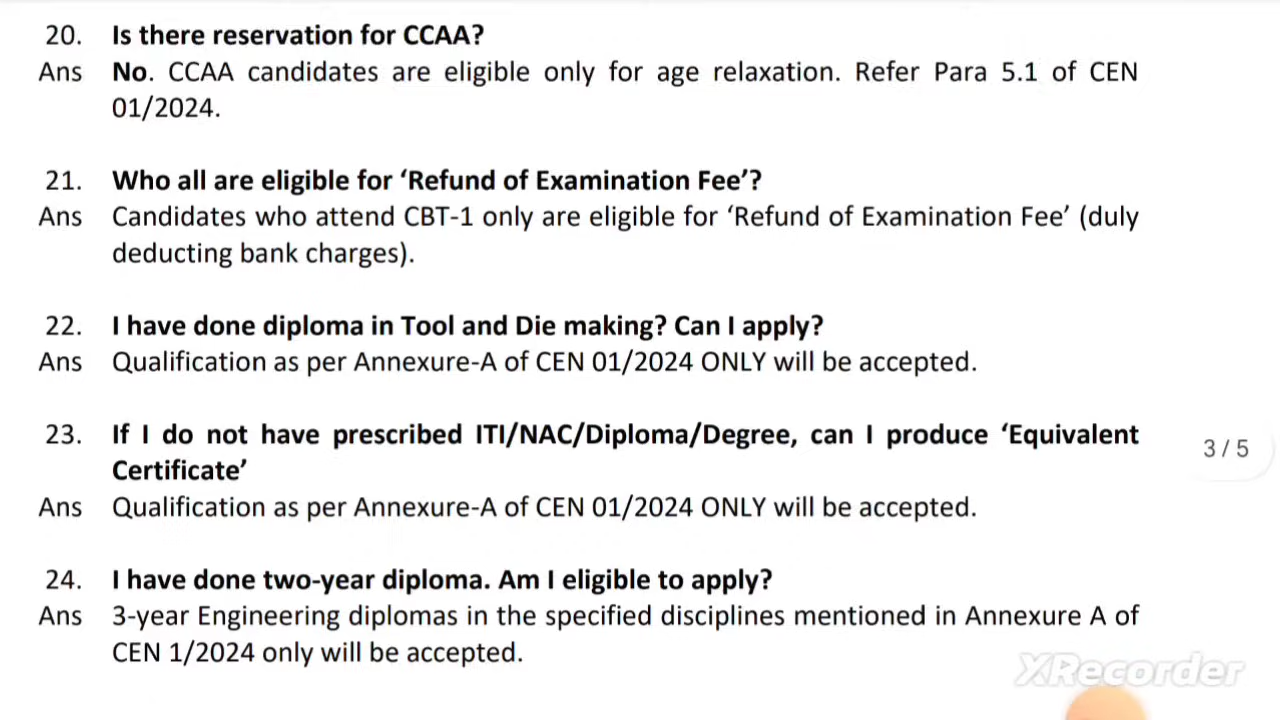 20. Is there reservation for CCAA?
Ans No. CCAA candidates are eligible only for age relaxation. Refer Para 5.1 of CEN
01/2024.
21. Who all are eligible for ‘Refund of Examination Fee’?
Ans Candidates who attend CBT-1 only are eligible for ‘Refund of Examination Fee’ (duly
deducting bank charges).
22. I have done diploma in Tool and Die making? Can I apply?
Ans Qualification as per Annexure-A of CEN 01/2024 ONLY will be accepted.
23. If I do not have prescribed ITI/NAC/Diploma/Degree, can I produce ‘Equivalent
Certificate’
3 / 5
Ans Qualification as per Annexure-A of CEN 01/2024 ONLY will be accepted.
24. I have done two-year diploma. Am I eligible to apply?
Ans 3-year Engineering diplomas in the specified disciplines mentioned in Annexure A of
CEN 1/2024 only will be accepted.
XRecorder